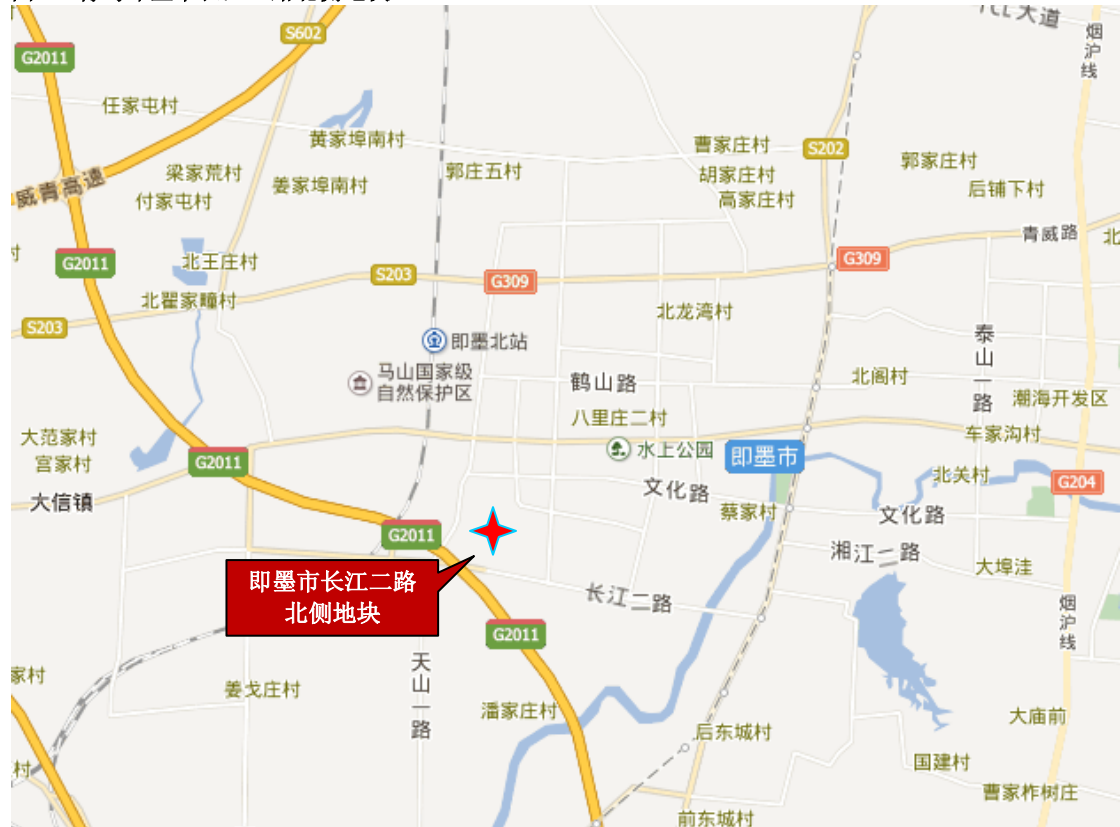 TCL大道
烟沪线
S602
G2011
任家屯村
黄家埠南村
曹家庄村
S202
郭家庄村
梁家荒村
郭庄五村
胡家庄村
威青高速
付家屯村
姜家埠南村
高家庄村
后铺下村
村
青威路
北
G2011
北王庄村
S203
G309
G309
北瞿家疃村
北龙湾村
S203
即墨北站
泰山一路
马山国家级
自然保护区
鹤山路
北阁村
潮海开发区
八里庄二村
大范家村
车家沟村
宫家村
G2011
水上公园
即墨市
北关村
G204
大信镇
文化路
蔡家村
文化路
G2011
湘江二路
大埠洼
即墨市长江二路
北侧地块
长江二路
烟沪线
G2011
家村
天山一路
姜戈庄村
潘家庄村
大庙前
后东城村
村
国建村
曹家柞树庄
前东城村